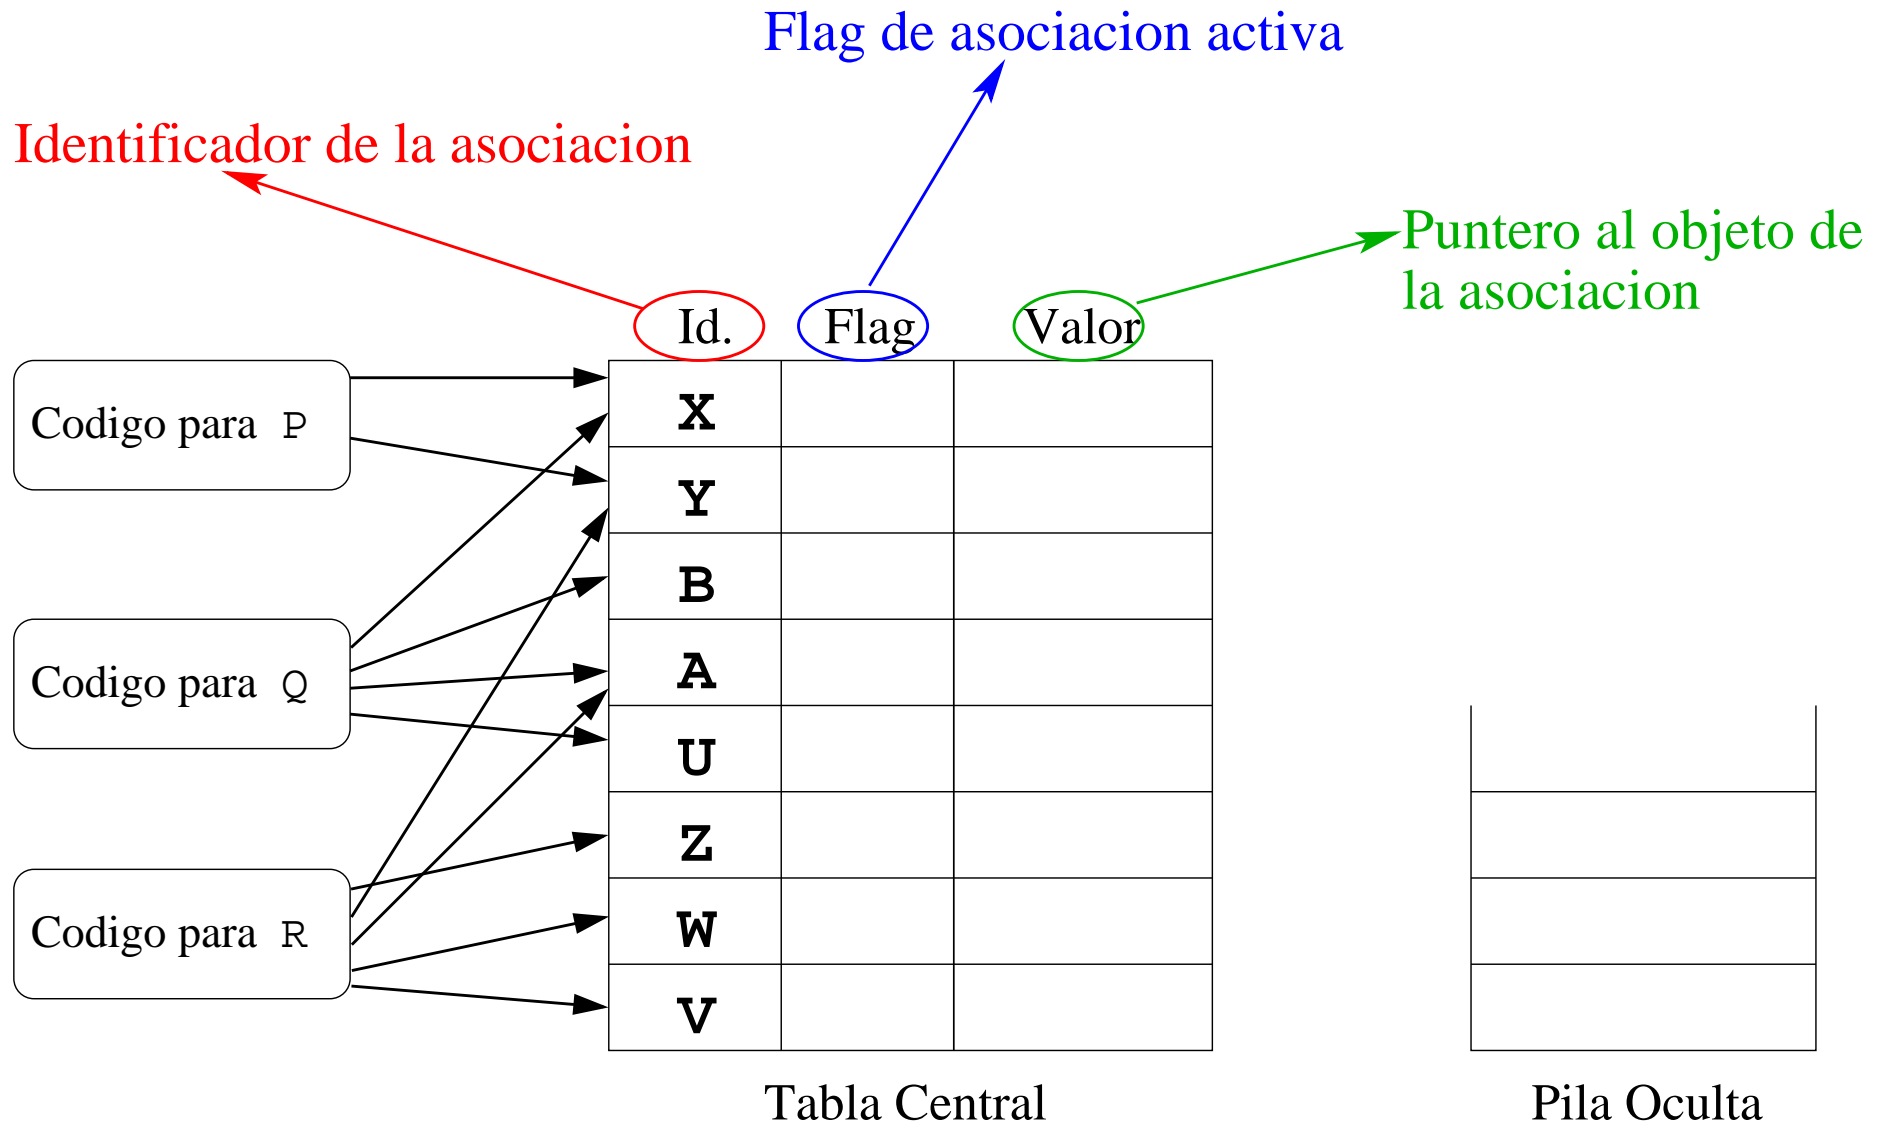 Flag de asociacion activa
Identificador de la asociacion
Puntero al objeto de
la asociacion
Id. Flag Valor
Codigo para P
X
Y
B
Codigo para Q
A
U
Z
Codigo para R
W
V
Tabla Central
Pila Oculta